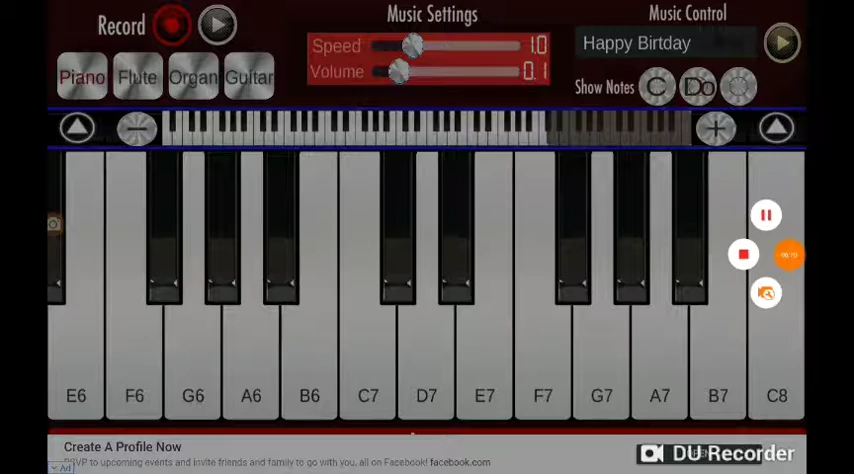 Record
Music Settings
Music Control
Speed 1.0
Volume 0.1
Happy Birtday
Piano Flute Organ Guitar
Show Notes C Do
E6 F6 G6 A6 B6 C7 D7 E7 F7 G7 A7 B7 C8
Create A Profile Now
RSVP to upcoming events and invite friends and family to go with you, all on Facebook! facebook.com
Ad
DU Recorder